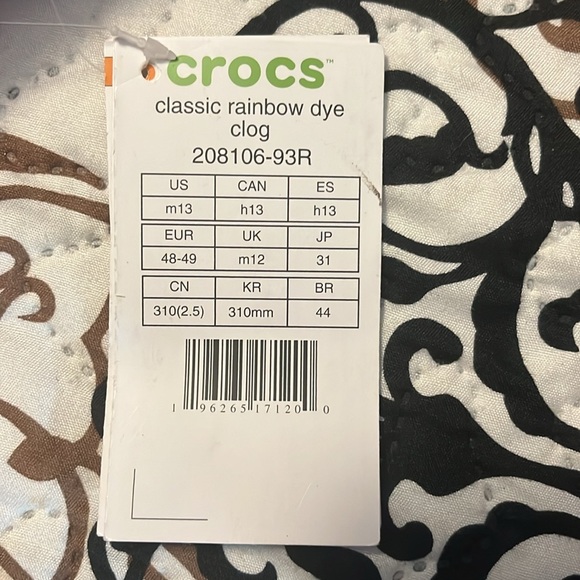 crocs™
classic rainbow dye
clog
208106-93R
US CAN ES
m13 h13 h13
EUR UK JP
48-49 m12 31
CN KR BR
310(2.5) 310mm 44
1 96265 17120 0